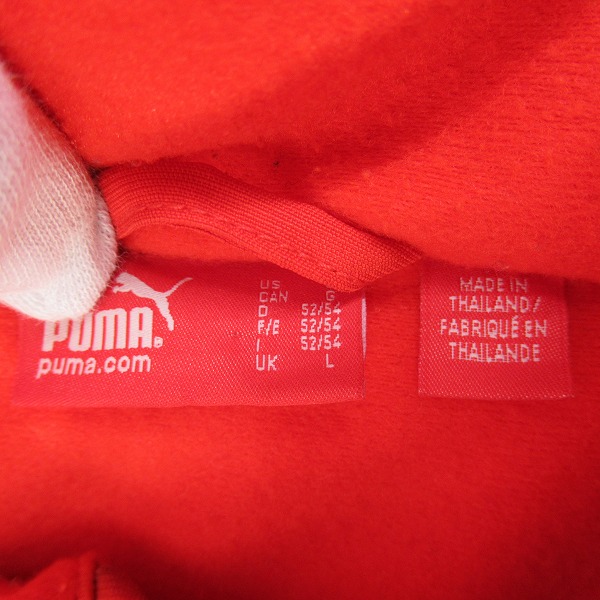 PUMA®
puma.com
US
CAN G
D 52/54
F/E 52/54
I 52/54
UK L
MADE IN
THAILAND/
FABRIQUÉ EN
THAILANDE